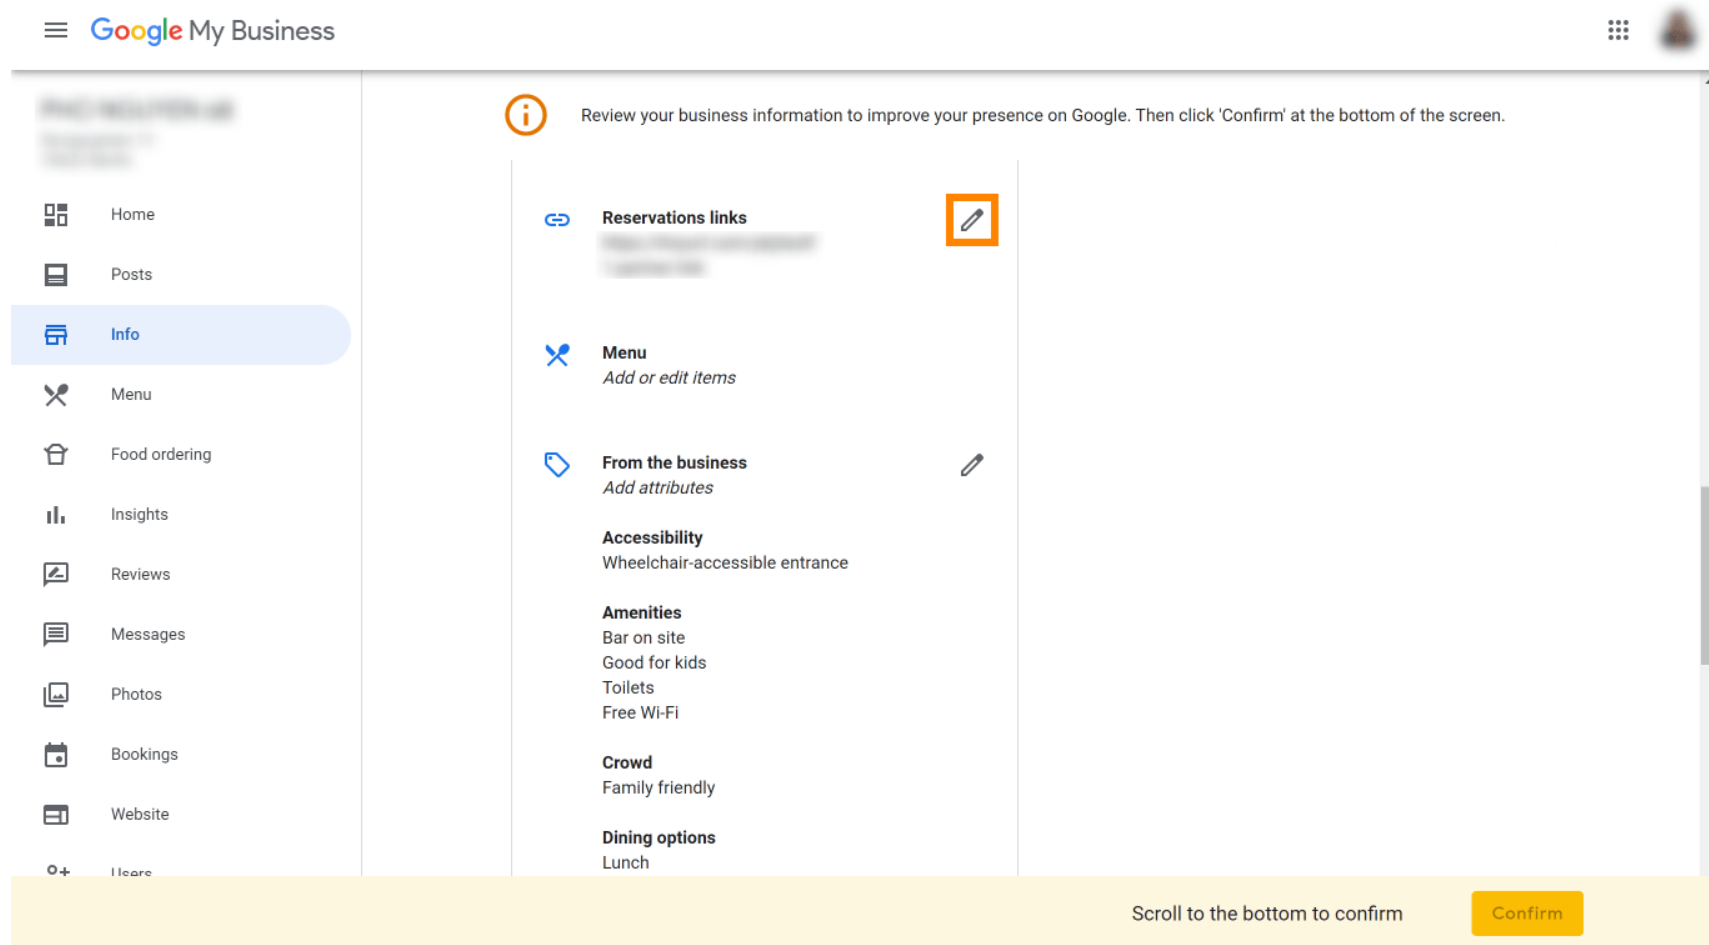 Google My Business
Review your business information to improve your presence on Google. Then click 'Confirm' at the bottom of the screen.
Home
Posts
Info
Menu
Food ordering
Insights
Reviews
Messages
Photos
Bookings
Website
Users
Reservations links
Menu
Add or edit items
From the business
Add attributes
Accessibility
Wheelchair-accessible entrance
Amenities
Bar on site
Good for kids
Toilets
Free Wi-Fi
Crowd
Family friendly
Dining options
Lunch
Scroll to the bottom to confirm
Confirm